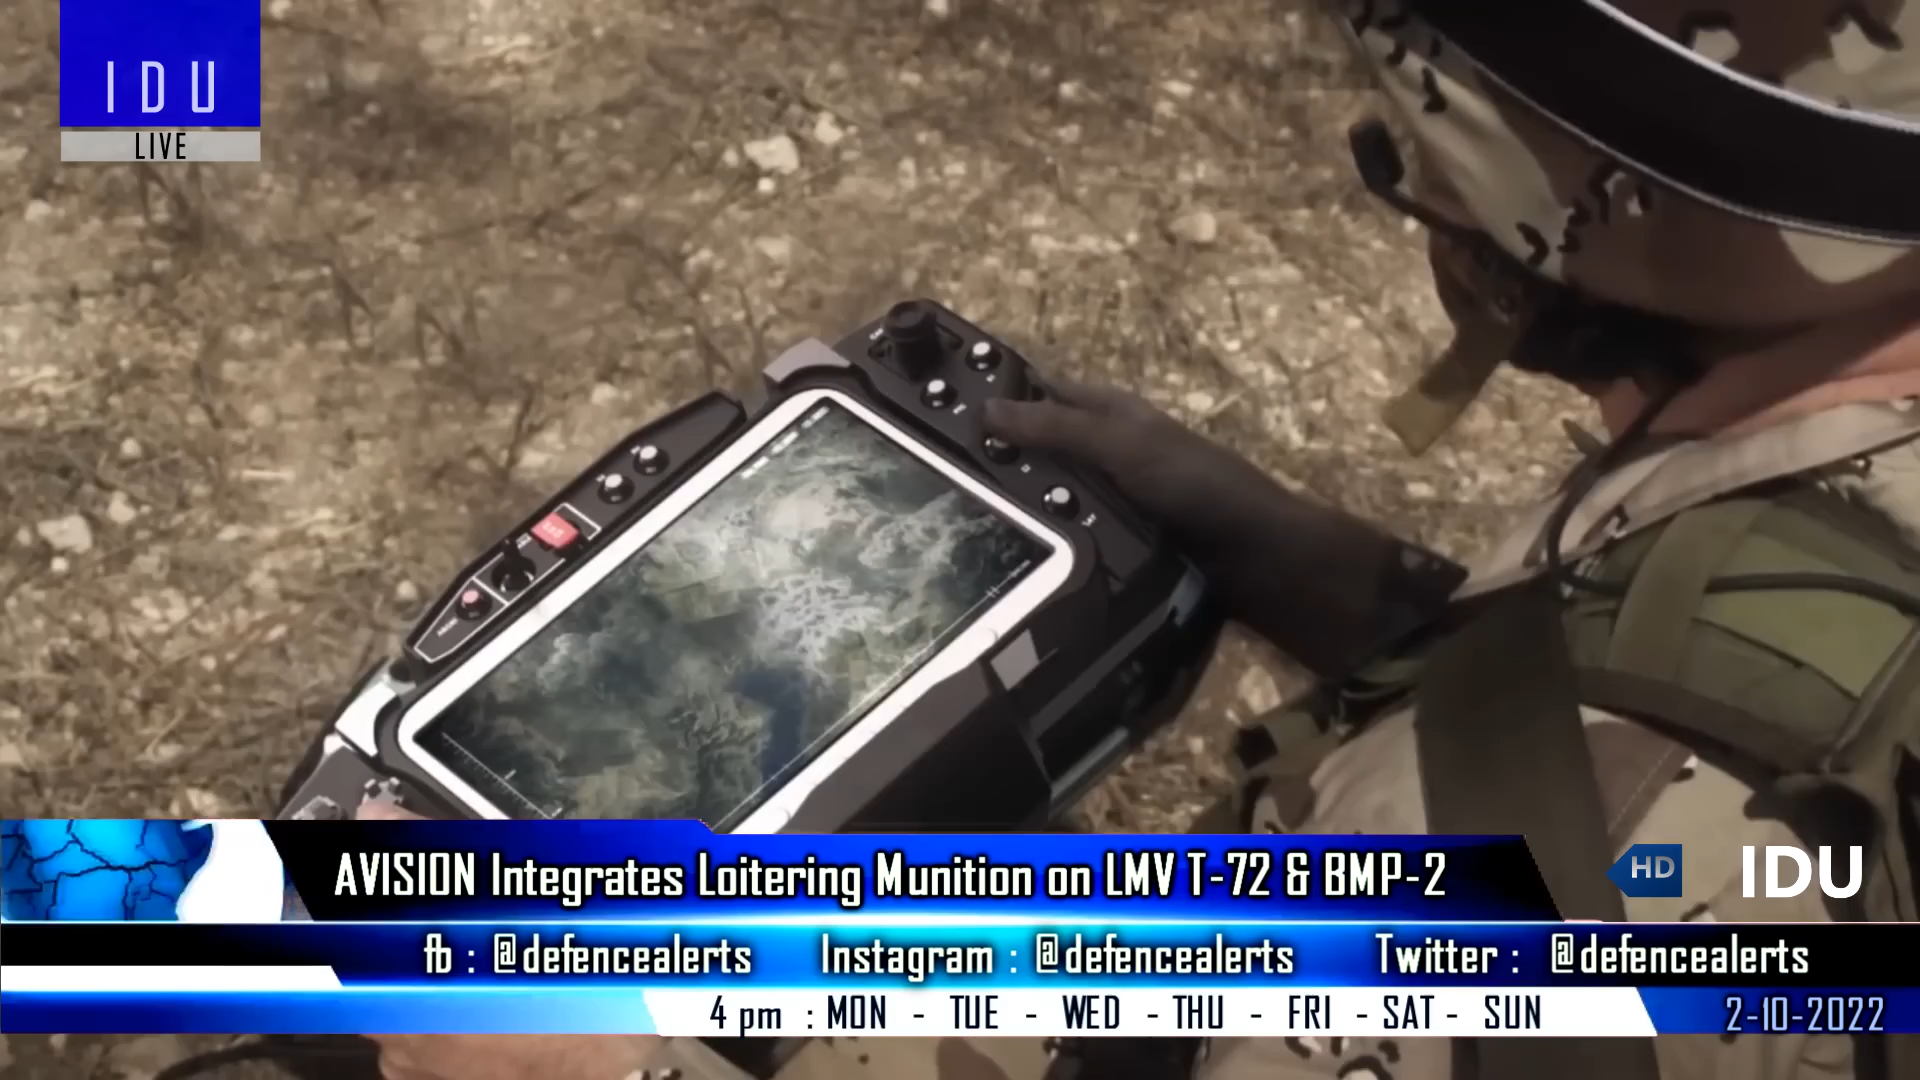 IDU
LIVE
AVISION Integrates Loitering Munition on LMV T-72 & BMP-2
HD
IDU
fb : @defencealerts Instagram : @defencealerts Twitter : @defencealerts
4 pm : MON - TUE - WED - THU - FRI - SAT - SUN
2-10-2022